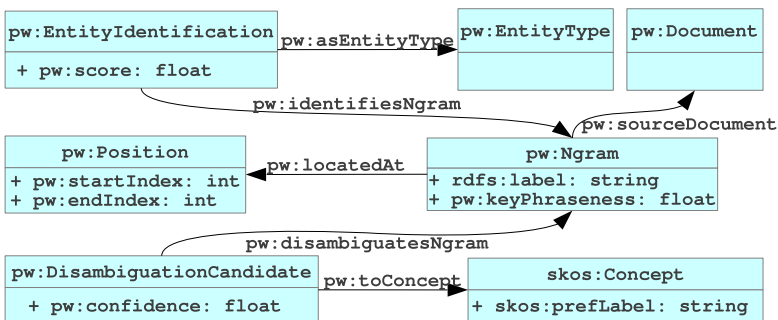 pw:EntityIdentification
+ pw:score: float
pw:asEntityType
pw:EntityType
pw:Document
pw:identifiesNgram
pw:sourceDocument
pw:Position
+ pw:startIndex: int
+ pw:endIndex: int
pw:locatedAt
pw:Ngram
+ rdfs:label: string
+ pw:keyPhraseness: float
pw:disambiguatesNgram
pw:DisambiguationCandidate
+ pw:confidence: float
pw:toConcept
skos:Concept
+ skos:prefLabel: string